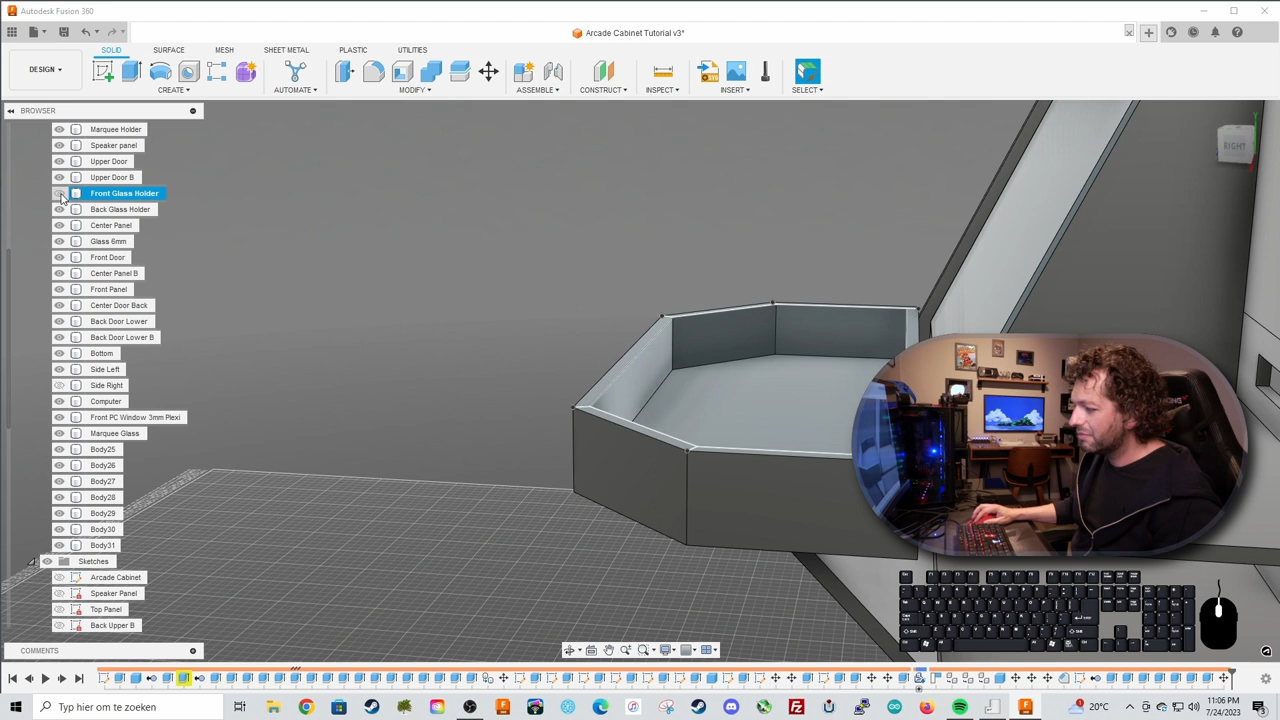 Autodesk Fusion 360
Arcade Cabinet Tutorial v3*
DESIGN
SOLID SURFACE MESH SHEET METAL PLASTIC UTILITIES
CREATE AUTOMATE MODIFY ASSEMBLE CONSTRUCT INSPECT INSERT SELECT
BROWSER
Marquee Holder
Speaker panel
Upper Door
Upper Door B
Front Glass Holder
Back Glass Holder
Center Panel
Glass 6mm
Front Door
Center Panel B
Front Panel
Center Door Back
Back Door Lower
Back Door Lower B
Bottom
Side Left
Side Right
Computer
Front PC Window 3mm Plexi
Marquee Glass
Body25
Body26
Body27
Body28
Body29
Body30
Body31
Sketches
Arcade Cabinet
Speaker Panel
Top Panel
Back Upper B
RIGHT
COMMENTS
Typ hier om te zoeken
20°C
11:06 PM
7/24/2023